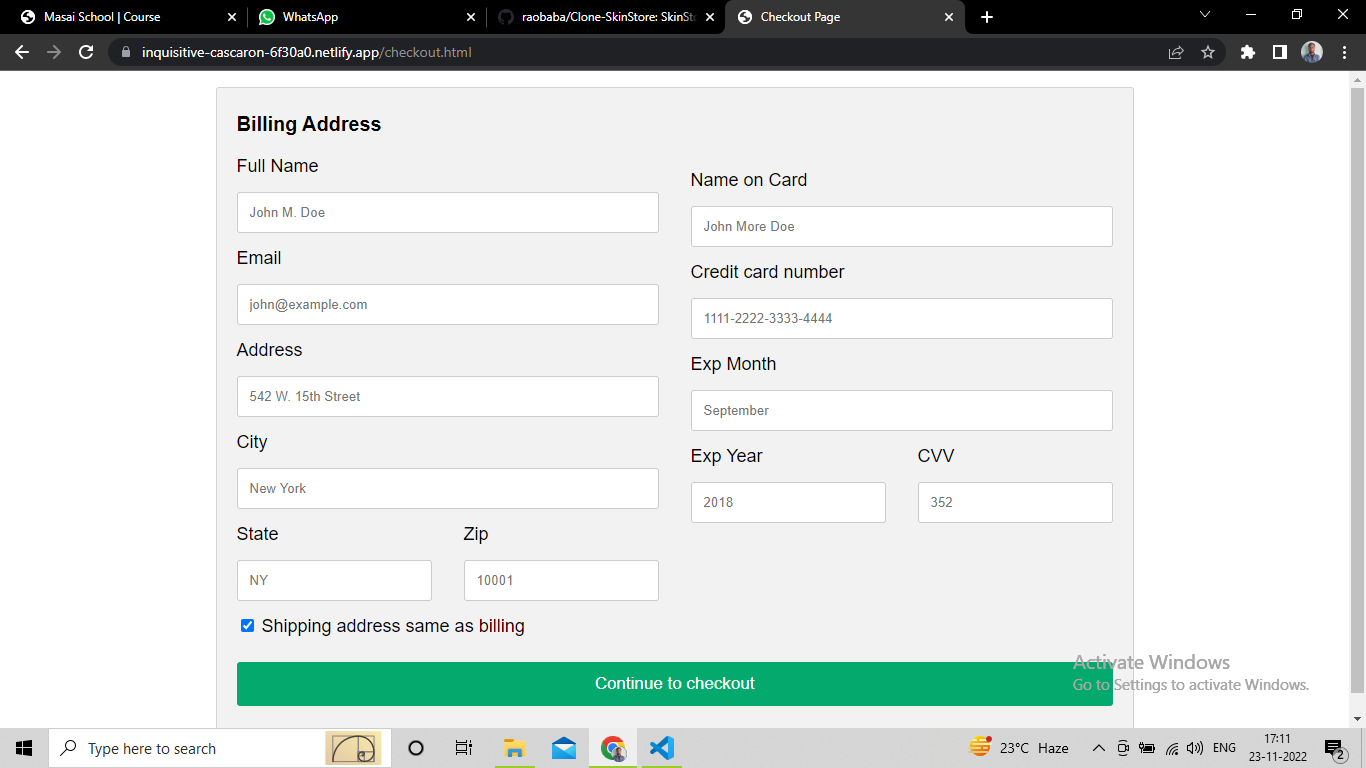 Masai School | Course
WhatsApp
raobaba/Clone-SkinStore: SkinSto
Checkout Page
inquisitive-cascaron-6f30a0.netlify.app/checkout.html
Billing Address
Full Name
John M. Doe
Email
john@example.com
Address
542 W. 15th Street
City
New York
State
Zip
NY
10001
Shipping address same as billing
Name on Card
John More Doe
Credit card number
1111-2222-3333-4444
Exp Month
September
Exp Year
CVV
2018
352
Continue to checkout
Activate Windows
Go to Settings to activate Windows.
Type here to search
23°C Haze
ENG
17:11
23-11-2022
2